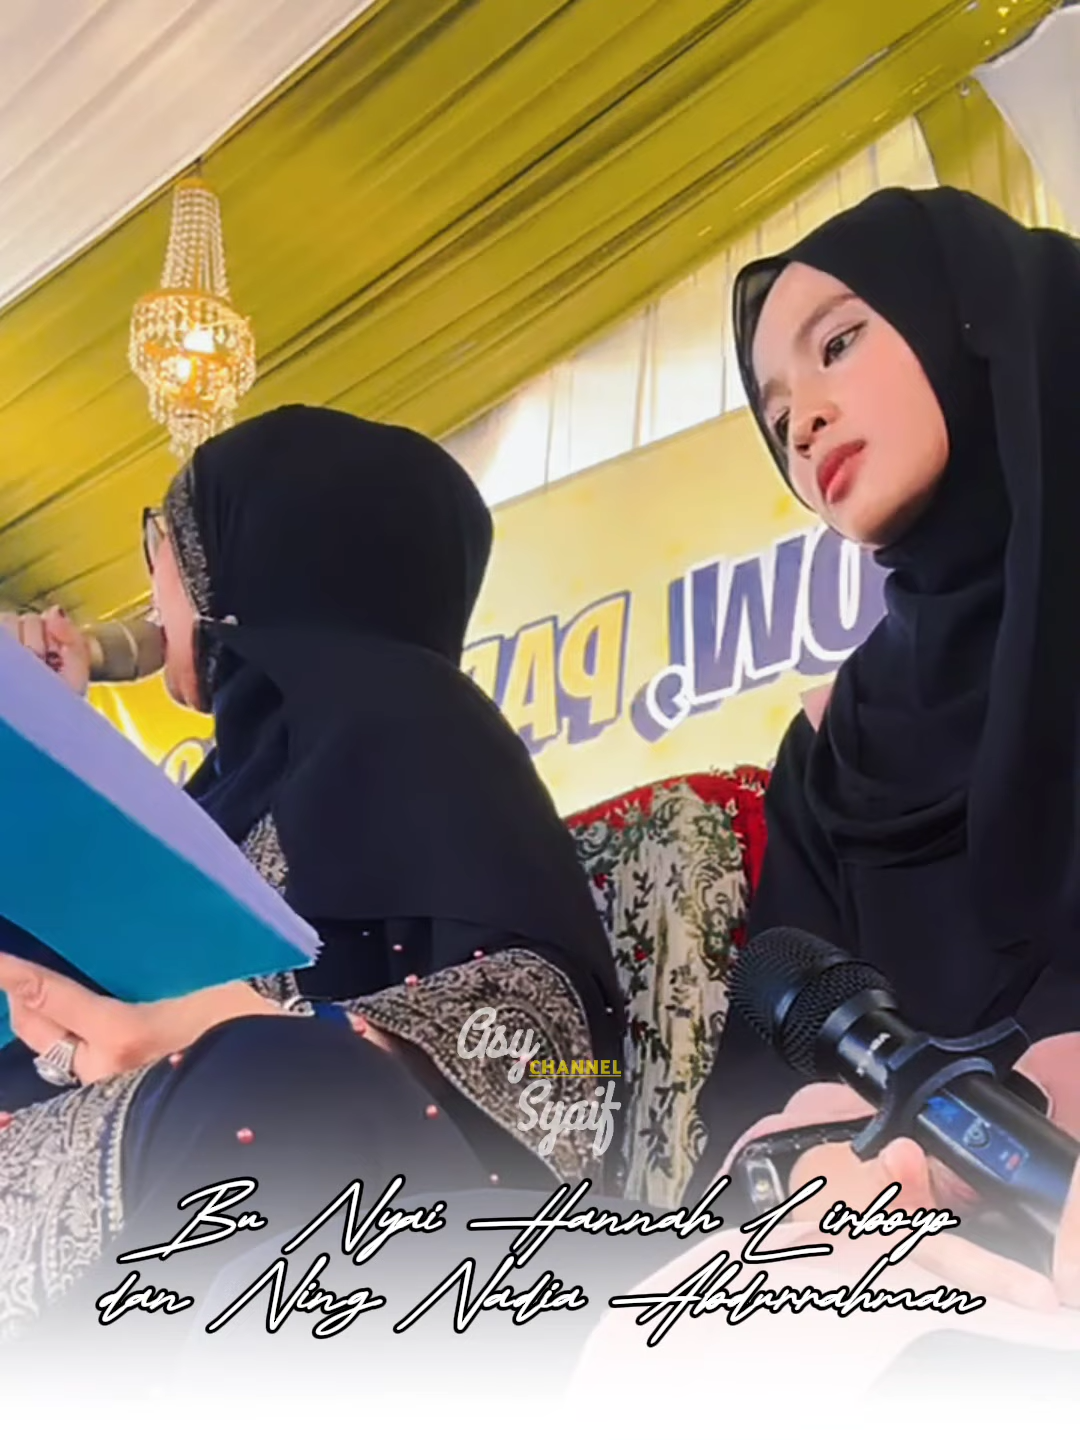 Asy
CHANNEL
Syaif
Bu Nyai Hannah Lirboyo
dan Ning Nadia Abdurrahman